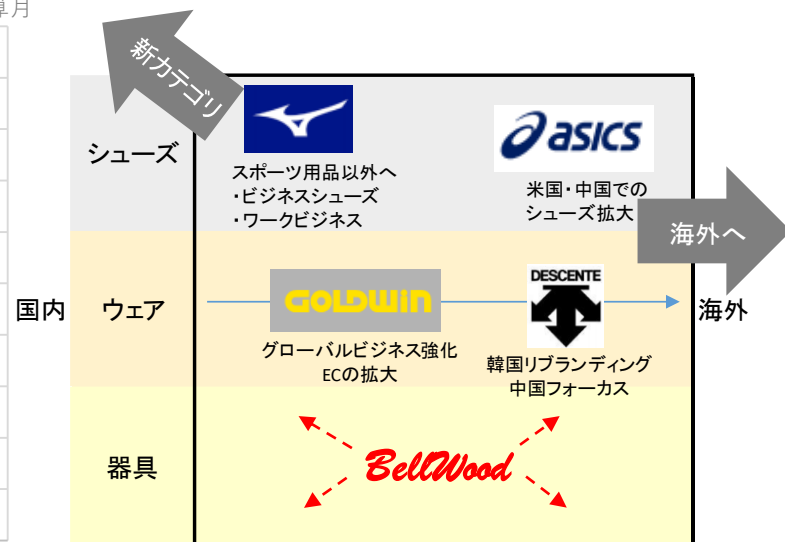 算月
新カテゴリ
シューズ
スポーツ用品以外へ
・ビジネスシューズ
・ワークビジネス
asics
米国・中国での
シューズ拡大
海外へ
国内
ウェア
GOLDWIN
グローバルビジネス強化
ECの拡大
DESCENTE
韓国リブランディング
中国フォーカス
海外
器具
BellWood